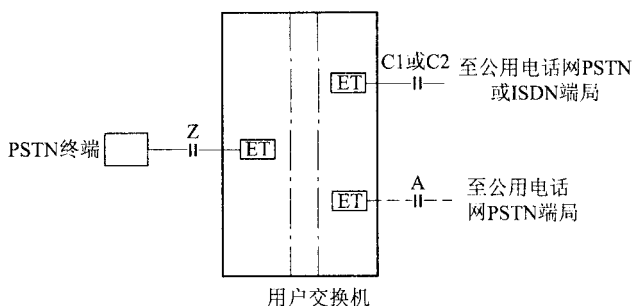 C1或C2
至公用电话网PSTN
或ISDN端局
ET
Z
PSTN终端
ET
A
至公用电话
网PSTN端局
ET
用户交换机